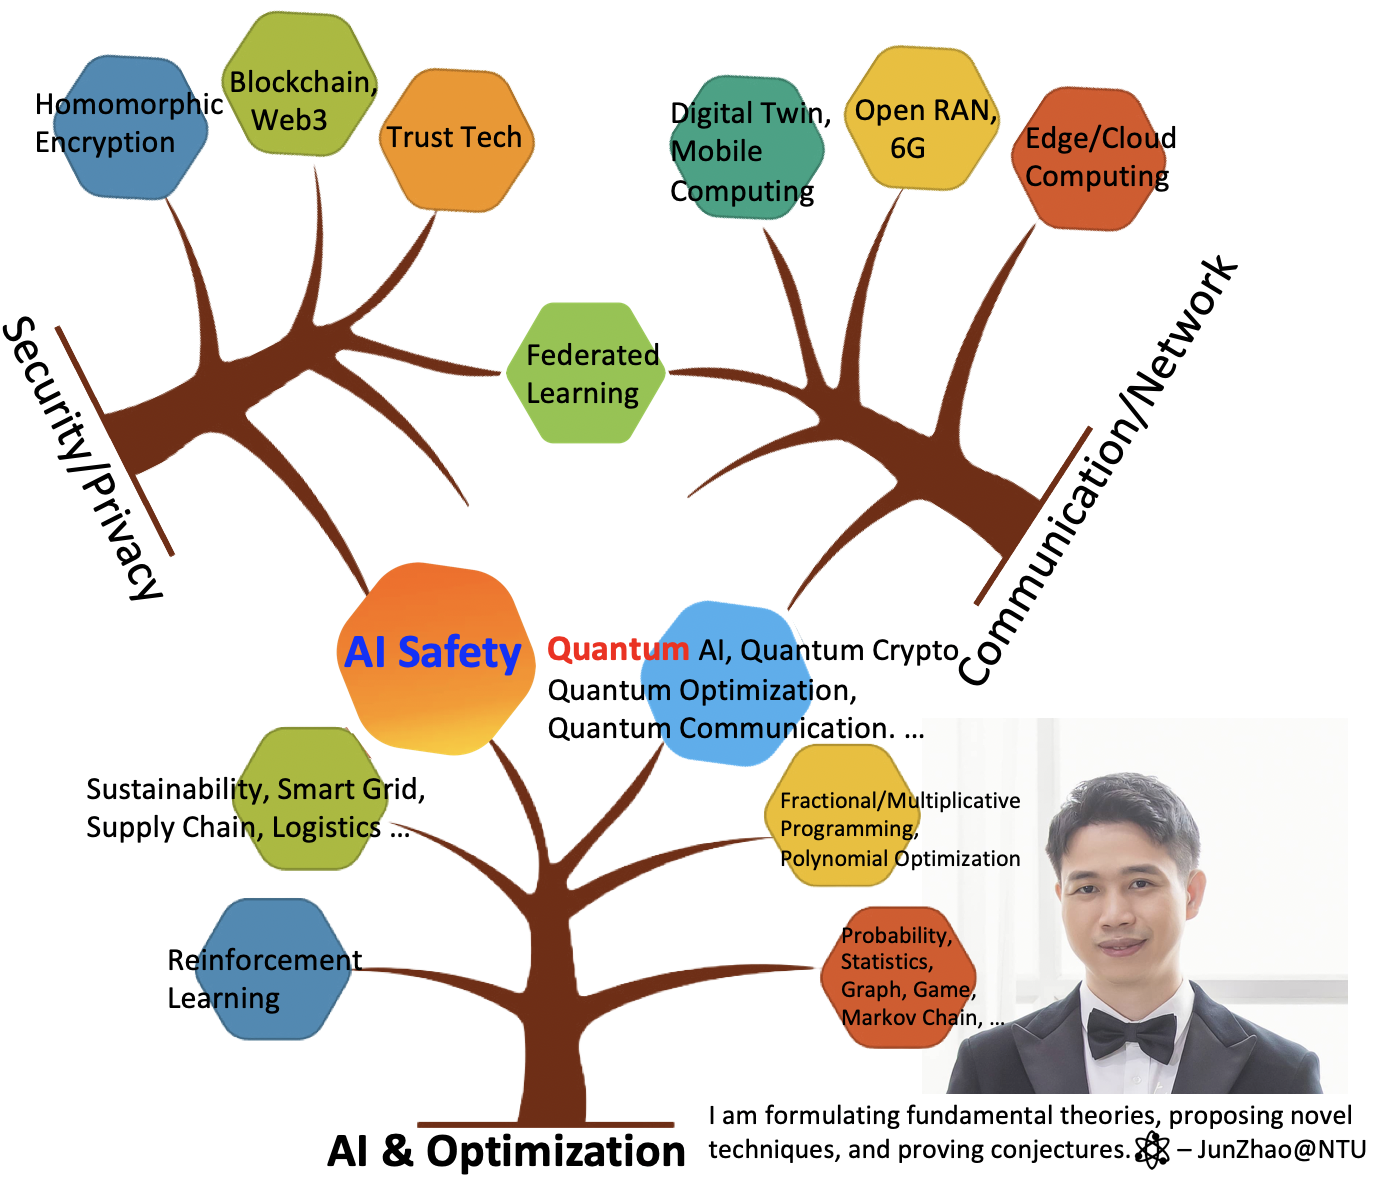 Homomorphic
Encryption
Blockchain,
Web3
Trust Tech
Digital Twin,
Mobile
Computing
Open RAN,
6G
Edge/Cloud
Computing
Security/Privacy
Federated
Learning
Communication/Network
AI Safety
Quantum AI, Quantum Crypto
Quantum Optimization,
Quantum Communication. ...
Sustainability, Smart Grid,
Supply Chain, Logistics ...
Fractional/Multiplicative
Programming,
Polynomial Optimization
Reinforcement
Learning
Probability,
Statistics,
Graph, Game,
Markov Chain, ...
AI & Optimization
I am formulating fundamental theories, proposing novel
techniques, and proving conjectures. – JunZhao@NTU